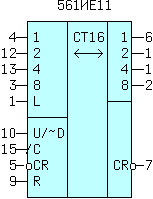 561ИЕ11
4 1 CT16 1 6
12 2 2 11
13 4 4 14
3 8 8 2
1 L
10 U/~D
15 C
5 CR CR 7
9 R